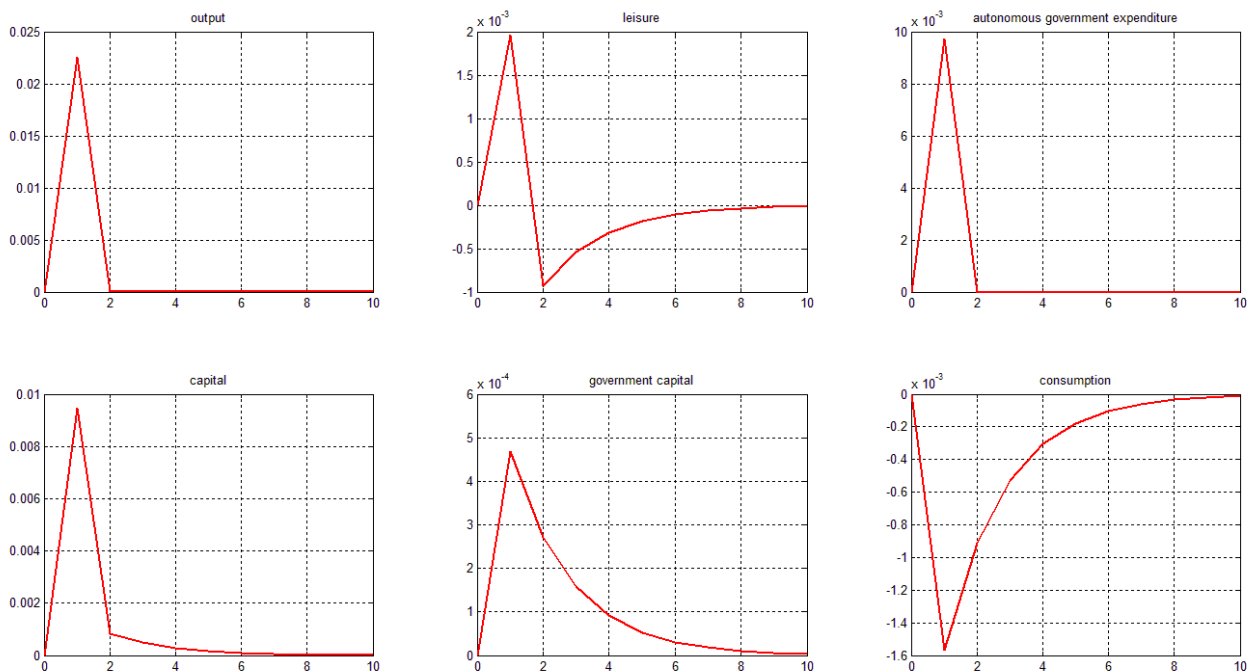 output
0.025
0.02
0.015
0.01
0.005
0
0 2 4 6 8 10
leisure
x 10^-3
2
1.5
1
0.5
0
-0.5
-1
0 2 4 6 8 10
autonomous government expenditure
x 10^-3
10
8
6
4
2
0
0 2 4 6 8 10
capital
0.01
0.008
0.006
0.004
0.002
0
0 2 4 6 8 10
government capital
x 10^-4
6
5
4
3
2
1
0
0 2 4 6 8 10
consumption
x 10^-3
0
-0.2
-0.4
-0.6
-0.8
-1
-1.2
-1.4
-1.6
0 2 4 6 8 10